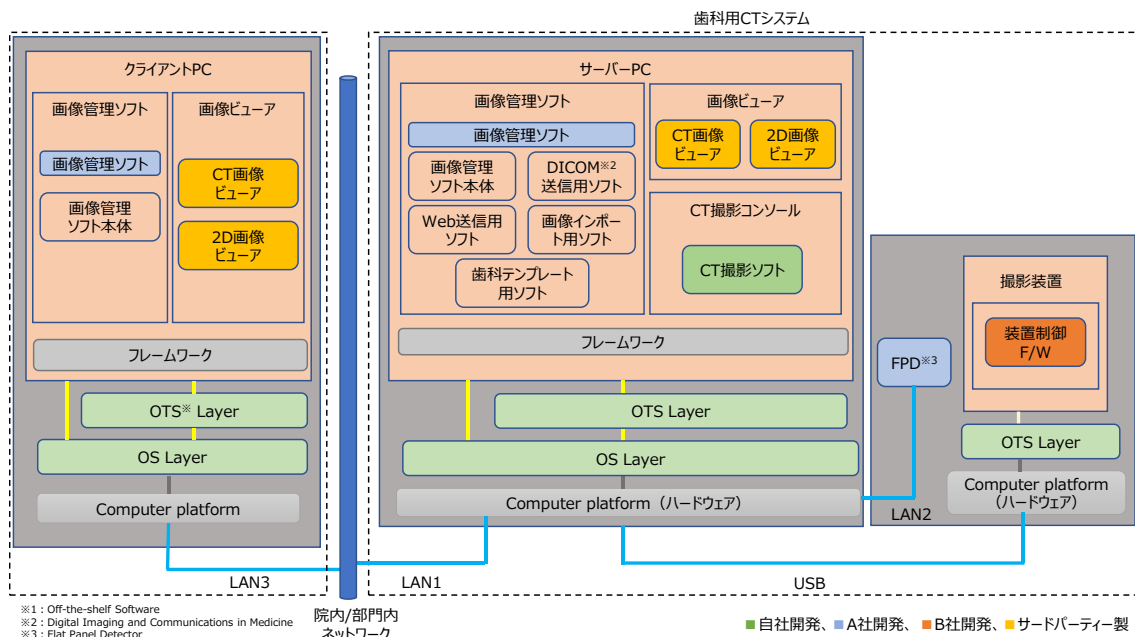 歯科用CTシステム
クライアントPC
画像管理ソフト
画像管理ソフト
画像管理
ソフト本体
画像ビューア
CT画像
ビューア
2D画像
ビューア
フレームワーク
OTS※ Layer
OS Layer
Computer platform
LAN3
院内/部門内
ネットワーク
サーバーPC
画像管理ソフト
画像管理ソフト
画像管理
ソフト本体
DICOM※2
送信用ソフト
Web送信用
ソフト
画像インポー
ト用ソフト
歯科テンプレート
用ソフト
画像ビューア
CT画像
ビューア
2D画像
ビューア
CT撮影コンソール
CT撮影ソフト
フレームワーク
OTS Layer
OS Layer
Computer platform（ハードウェア）
LAN1
USB
撮影装置
装置制御
F/W
FPD※3
OTS Layer
Computer platform
（ハードウェア）
LAN2
※1：Off-the-shelf Software
※2：Digital Imaging and Communications in Medicine
※3：Flat Panel Detector
■自社開発、■A社開発、■B社開発、■サードパーティー製